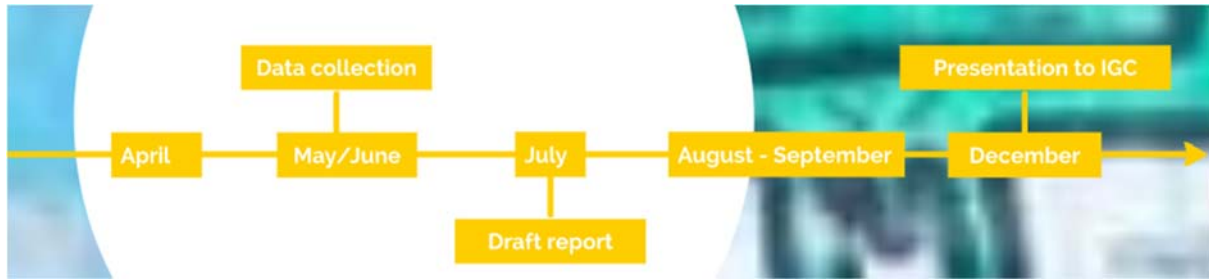 Data collection
Presentation to IGC
April
May/June
July
August - September
December
Draft report